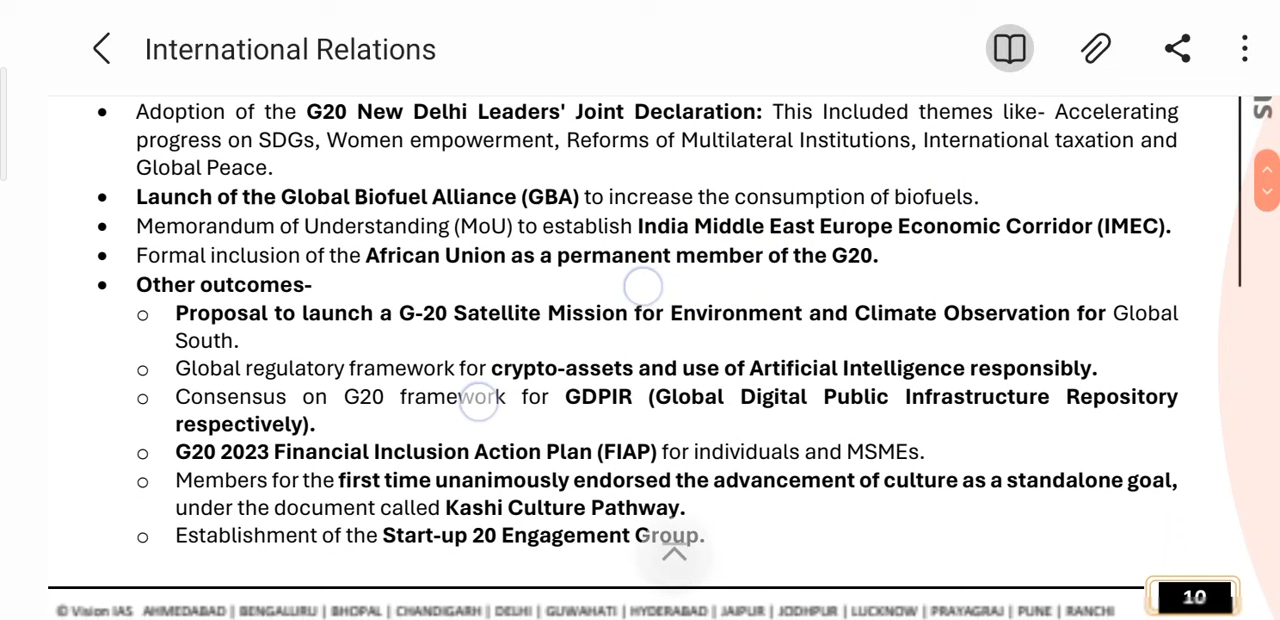 International Relations
• Adoption of the G20 New Delhi Leaders' Joint Declaration: This Included themes like- Accelerating
progress on SDGs, Women empowerment, Reforms of Multilateral Institutions, International taxation and
Global Peace.
• Launch of the Global Biofuel Alliance (GBA) to increase the consumption of biofuels.
• Memorandum of Understanding (MoU) to establish India Middle East Europe Economic Corridor (IMEC).
• Formal inclusion of the African Union as a permanent member of the G20.
• Other outcomes-
o Proposal to launch a G-20 Satellite Mission for Environment and Climate Observation for Global
South.
o Global regulatory framework for crypto-assets and use of Artificial Intelligence responsibly.
o Consensus on G20 framework for GDPIR (Global Digital Public Infrastructure Repository
respectively).
o G20 2023 Financial Inclusion Action Plan (FIAP) for individuals and MSMEs.
o Members for the first time unanimously endorsed the advancement of culture as a standalone goal,
under the document called Kashi Culture Pathway.
o Establishment of the Start-up 20 Engagement Group.
10
© Vision IAS AHMEDABAD | BENGALURU | BHOPAL | CHANDIGARH | DELHI | GUWAHATI | HYDERABAD | JAIPUR | JODHPUR | LUCKNOW | PRAYAGRAJ | PUNE | RANCHI